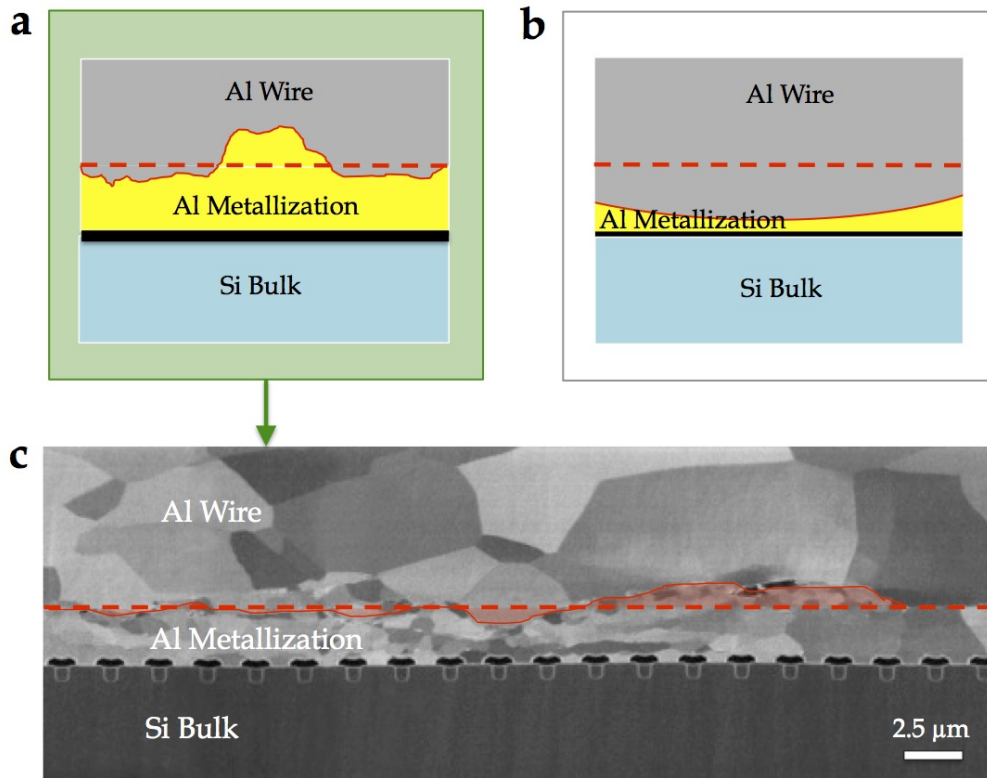 a
Al Wire
Al Metallization
Si Bulk
b
Al Wire
Al Metallization
Si Bulk
c
Al Wire
Al Metallization
Si Bulk
2.5 µm